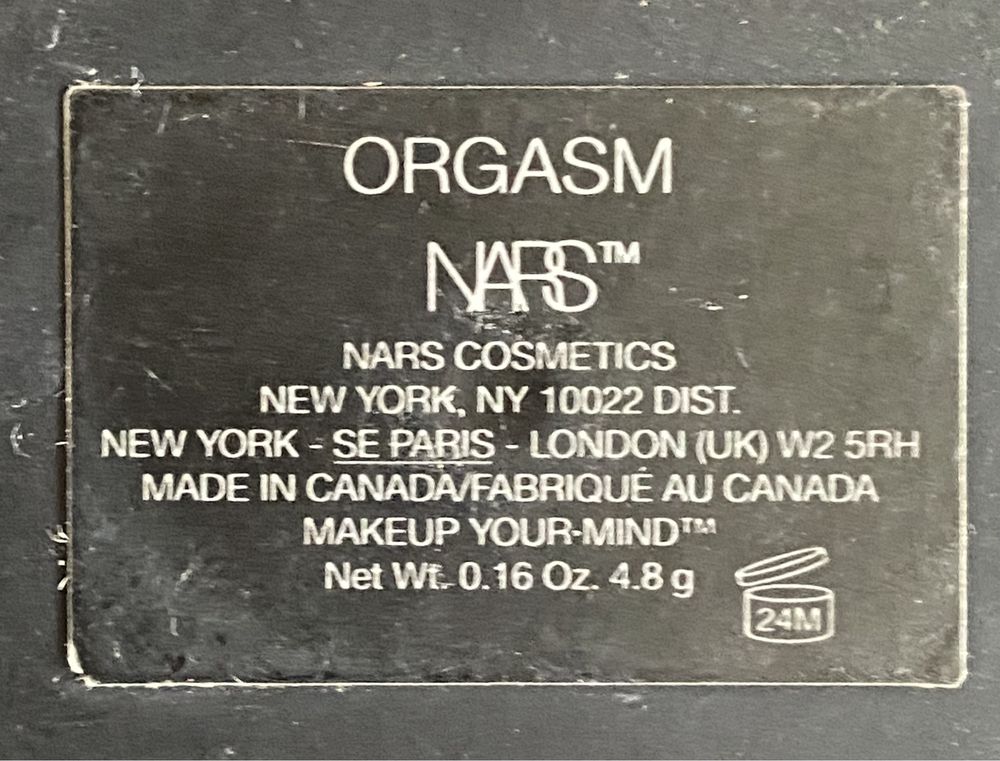 ORGASM
NARS™
NARS COSMETICS
NEW YORK, NY 10022 DIST.
NEW YORK - SE PARIS - LONDON (UK) W2 5RH
MADE IN CANADA/FABRIQUÉ AU CANADA
MAKEUP YOUR·MIND™
Net Wt. 0.16 Oz. 4.8 g
24M